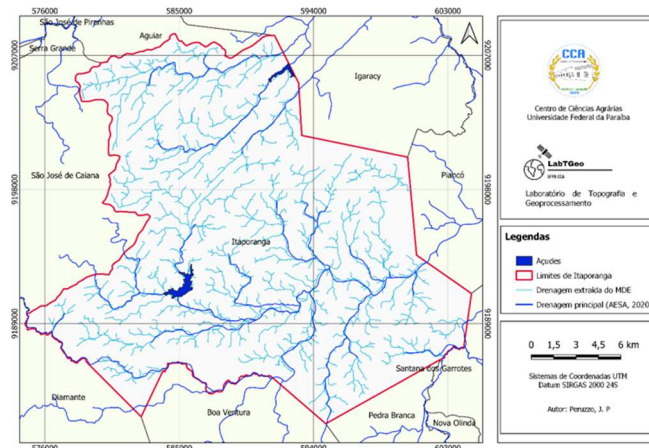 576000
585000
594000
603000
São José de Piranhas
Aguiar
Serra Grande
9207000
9207000
Igaracy
São José de Caiana
Piancó
9198000
9198000
Itaporanga
9189000
9189000
Santana dos Garrotes
Diamante
Boa Ventura
Pedra Branca
Nova Olinda
576000
585000
594000
603000
CCA
Centro de Ciências Agrárias
Universidade Federal da Paraíba
LabTGeo
UFPB-CCA
Laboratório de Topografia e
Geoprocessamento
Legendas
Açudes
Limites de Itaporanga
Drenagem extraída do MDE
Drenagem principal (AESA, 2020)
0 1,5 3 4,5 6 km
Sistemas de Coordenadas UTM
Datum SIRGAS 2000 24S
Autor: Peruzzo, J. P